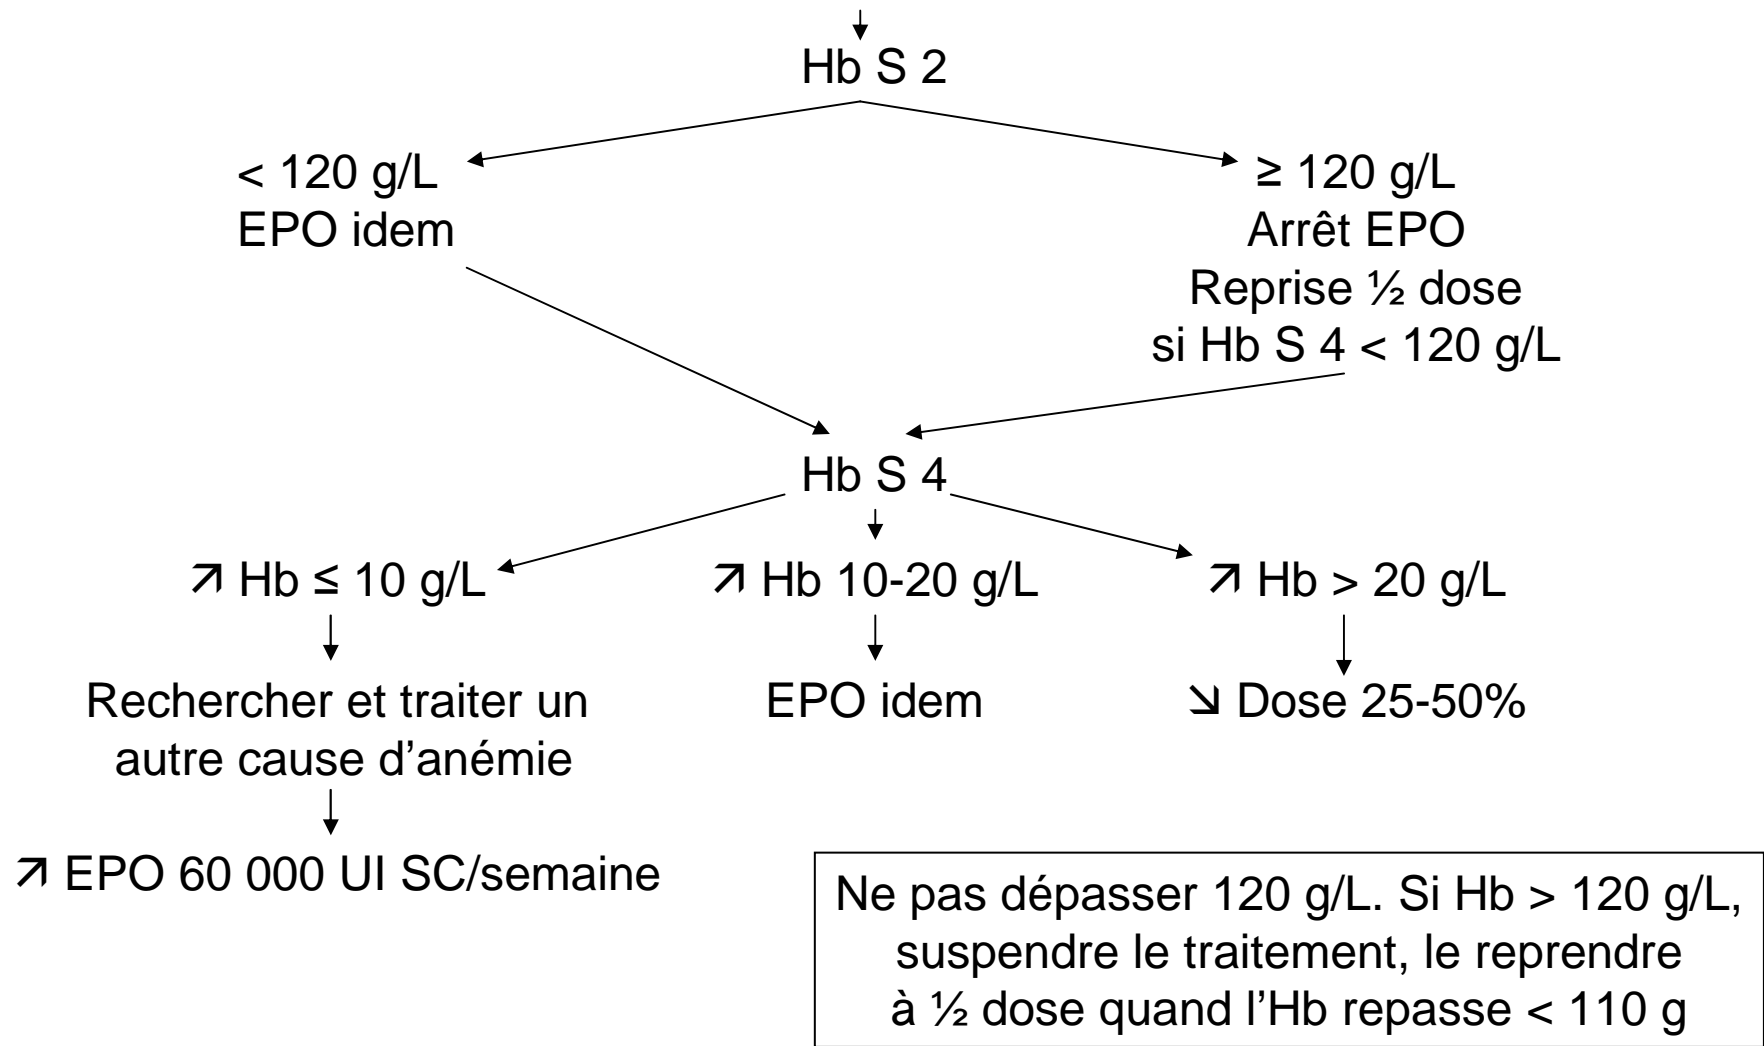 Hb S 2
< 120 g/L
EPO idem
≥ 120 g/L
Arrêt EPO
Reprise ½ dose
si Hb S 4 < 120 g/L
Hb S 4
↗ Hb ≤ 10 g/L
↗ Hb 10-20 g/L
↗ Hb > 20 g/L
Rechercher et traiter un
autre cause d’anémie
EPO idem
↘ Dose 25-50%
↗ EPO 60 000 UI SC/semaine
Ne pas dépasser 120 g/L. Si Hb > 120 g/L,
suspendre le traitement, le reprendre
à ½ dose quand l’Hb repasse < 110 g